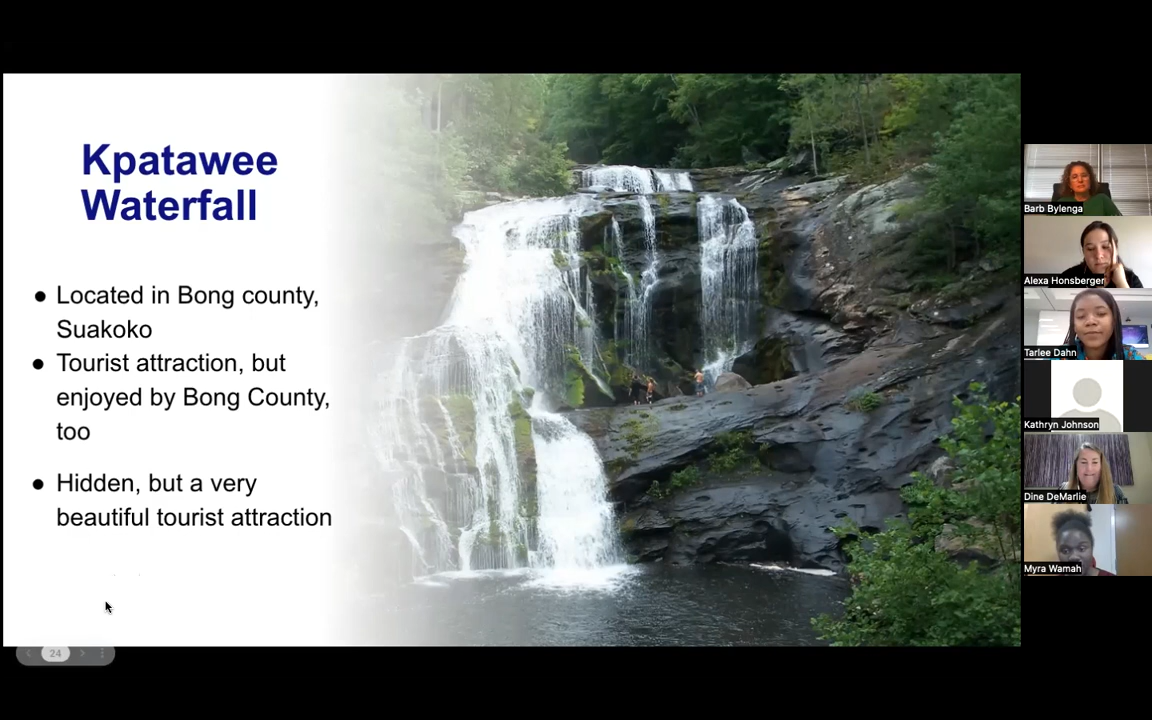 Kpatawee
Waterfall
● Located in Bong county,
Suakoko
● Tourist attraction, but
enjoyed by Bong County,
too
● Hidden, but a very
beautiful tourist attraction
24
Barb Bylenga
Alexa Honsberger
Tarlee Dahn
Kathryn Johnson
Dine DeMarlie
Myra Wamah